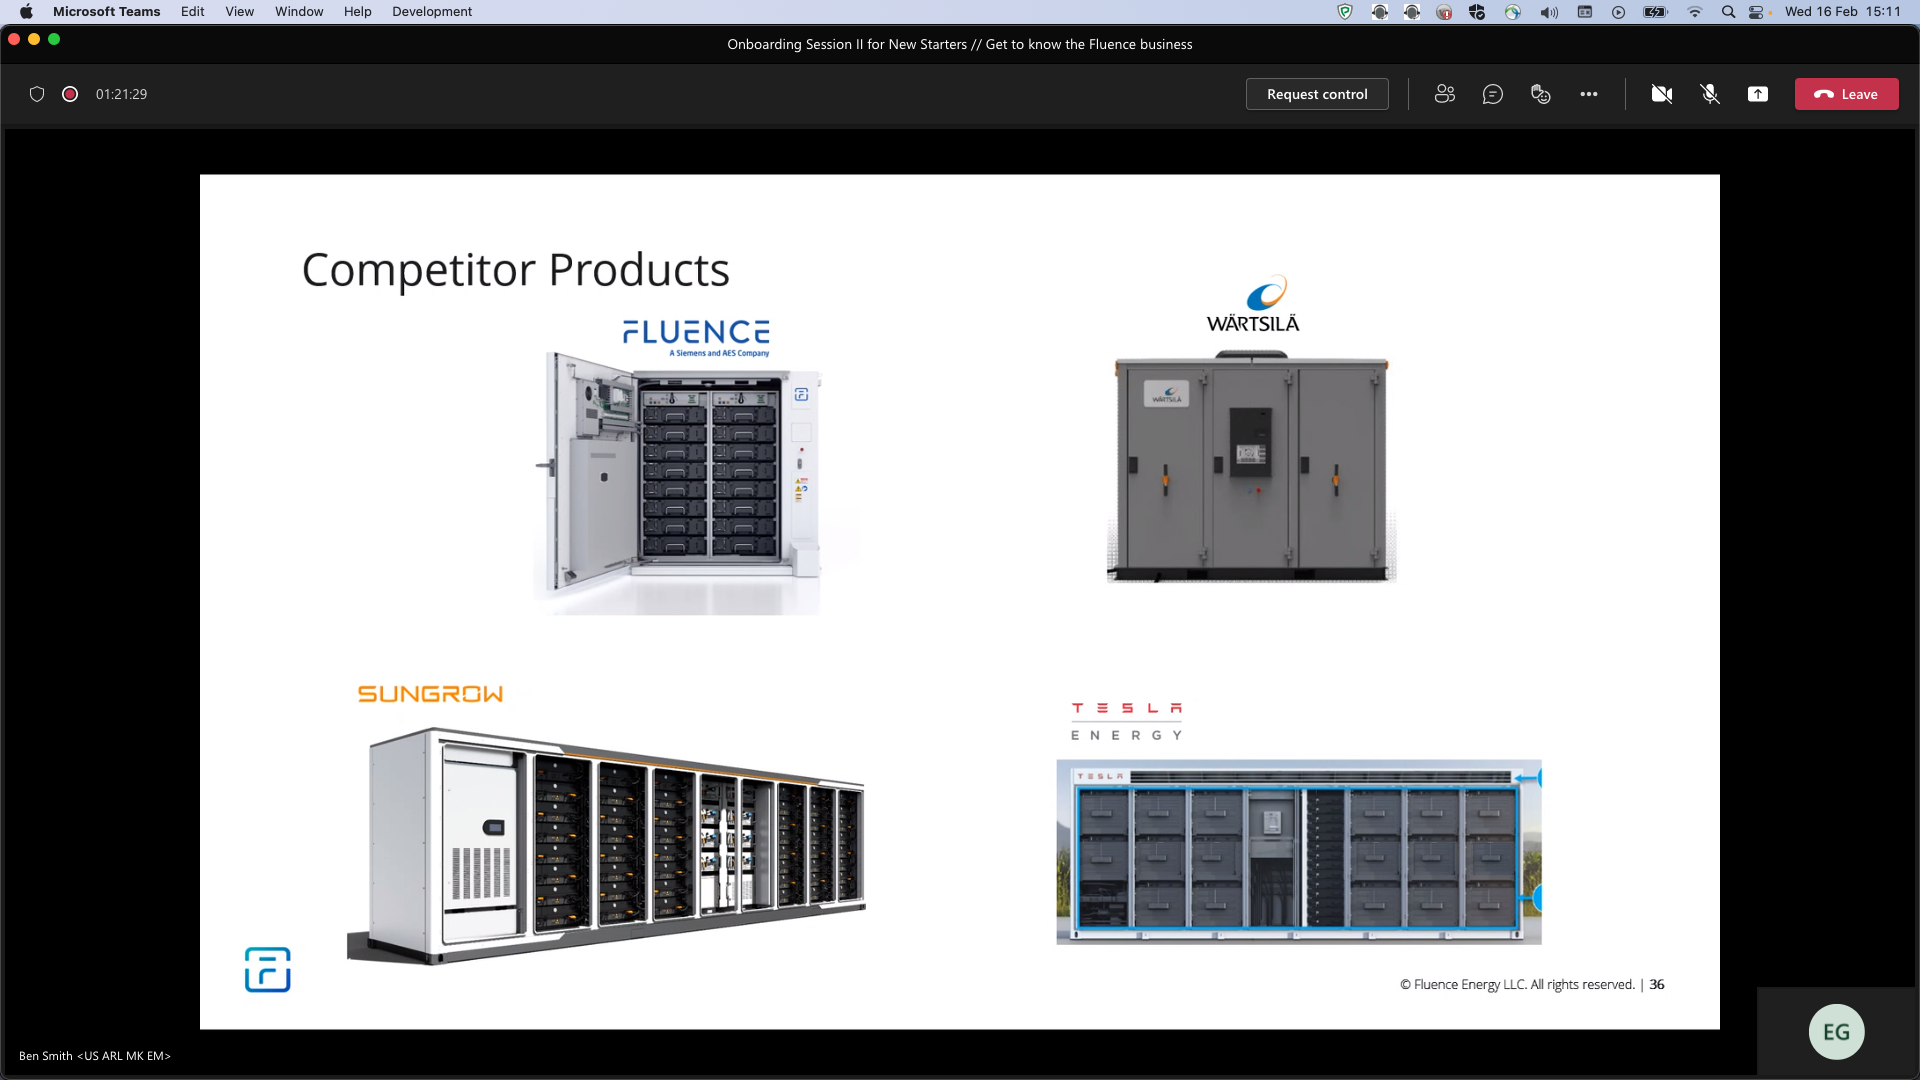 Microsoft Teams Edit View Window Help Development Wed 16 Feb 15:11
Onboarding Session II for New Starters // Get to know the Fluence business
01:21:29 Request control Leave
Competitor Products
FLUENCE
A Siemens and AES Company
WÄRTSILÄ
WÄRTSILÄ
SUNGROW
TESLA
ENERGY
TESLA
© Fluence Energy LLC. All rights reserved. | 36
EG
Ben Smith <US ARL MK EM>